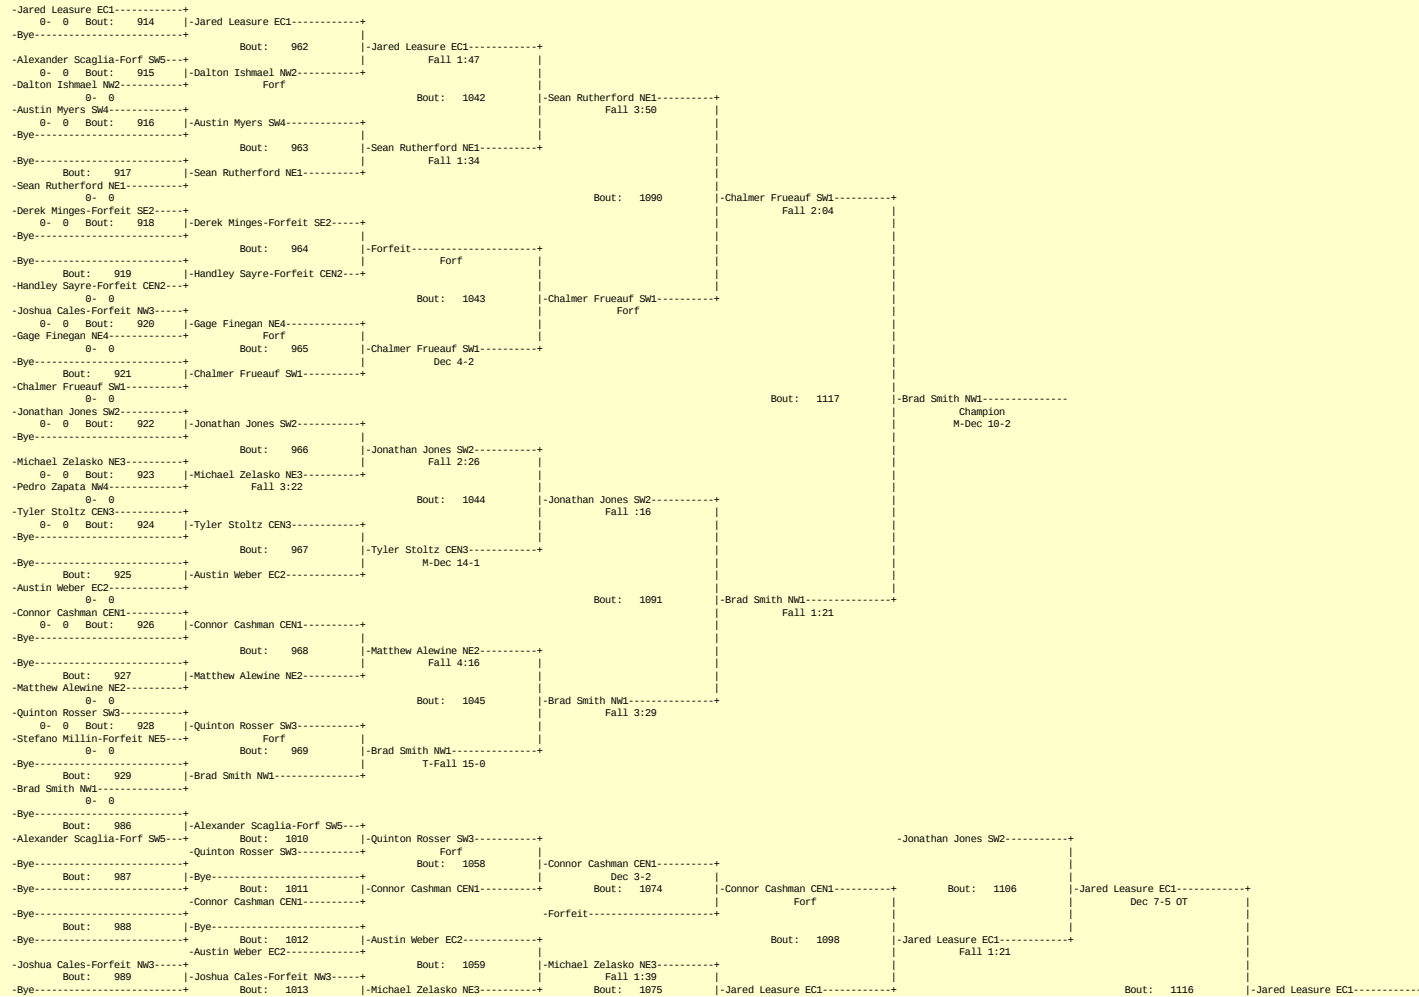 -Jared Leasure EC1------------+
0- 0 Bout: 914 |-Jared Leasure EC1------------+
-Bye--------------------------+ |
Bout: 962 |-Jared Leasure EC1------------+
-Alexander Scaglia-Forf SW5---+ | Fall 1:47 |
0- 0 Bout: 915 |-Dalton Ishmael NW2-----------+ |
-Dalton Ishmael NW2-----------+ Forf |
0- 0 Bout: 1042 |-Sean Rutherford NE1----------+
-Austin Myers SW4-------------+ | Fall 3:50 |
0- 0 Bout: 916 |-Austin Myers SW4-------------+ | |
-Bye--------------------------+ | | |
Bout: 963 |-Sean Rutherford NE1----------+ |
-Bye--------------------------+ | Fall 1:34 |
Bout: 917 |-Sean Rutherford NE1----------+ |
-Sean Rutherford NE1----------+ |
0- 0 Bout: 1090 |-Chalmer Frueauf SW1----------+
-Derek Minges-Forfeit SE2-----+ | Fall 2:04 |
0- 0 Bout: 918 |-Derek Minges-Forfeit SE2-----+ | |
-Bye--------------------------+ | | |
Bout: 964 |-Forfeit----------------------+ | |
-Bye--------------------------+ | Forf | | |
Bout: 919 |-Handley Sayre-Forfeit CEN2---+ | | |
-Handley Sayre-Forfeit CEN2---+ | | |
0- 0 Bout: 1043 |-Chalmer Frueauf SW1----------+ |
-Joshua Cales-Forfeit NW3-----+ | Forf |
0- 0 Bout: 920 |-Gage Finegan NE4-------------+ | |
-Gage Finegan NE4-------------+ Forf | | |
0- 0 Bout: 965 |-Chalmer Frueauf SW1----------+ |
-Bye--------------------------+ | Dec 4-2 |
Bout: 921 |-Chalmer Frueauf SW1----------+ |
-Chalmer Frueauf SW1----------+ |
0- 0 Bout: 1117 |-Brad Smith NW1---------------
-Jonathan Jones SW2-----------+ | Champion
0- 0 Bout: 922 |-Jonathan Jones SW2-----------+ | M-Dec 10-2
-Bye--------------------------+ | |
Bout: 966 |-Jonathan Jones SW2-----------+ |
-Michael Zelasko NE3----------+ | Fall 2:26 | |
0- 0 Bout: 923 |-Michael Zelasko NE3----------+ | |
-Pedro Zapata NW4-------------+ Fall 3:22 | |
0- 0 Bout: 1044 |-Jonathan Jones SW2-----------+ |
-Tyler Stoltz CEN3------------+ | Fall :16 | |
0- 0 Bout: 924 |-Tyler Stoltz CEN3------------+ | | |
-Bye--------------------------+ | | | |
Bout: 967 |-Tyler Stoltz CEN3------------+ | |
-Bye--------------------------+ | M-Dec 14-1 | |
Bout: 925 |-Austin Weber EC2-------------+ | |
-Austin Weber EC2-------------+ | |
0- 0 Bout: 1091 |-Brad Smith NW1---------------+
-Connor Cashman CEN1----------+ | Fall 1:21
0- 0 Bout: 926 |-Connor Cashman CEN1----------+ |
-Bye--------------------------+ | |
Bout: 968 |-Matthew Alewine NE2----------+ |
-Bye--------------------------+ | Fall 4:16 | |
Bout: 927 |-Matthew Alewine NE2----------+ | |
-Matthew Alewine NE2----------+ | |
0- 0 Bout: 1045 |-Brad Smith NW1---------------+
-Quinton Rosser SW3-----------+ | Fall 3:29
0- 0 Bout: 928 |-Quinton Rosser SW3-----------+ |
-Stefano Millin-Forfeit NE5---+ Forf | |
0- 0 Bout: 969 |-Brad Smith NW1---------------+
-Bye--------------------------+ | T-Fall 15-0
Bout: 929 |-Brad Smith NW1---------------+
-Brad Smith NW1---------------+
0- 0
-Bye--------------------------+
Bout: 986 |-Alexander Scaglia-Forf SW5---+
-Alexander Scaglia-Forf SW5---+ Bout: 1010 |-Quinton Rosser SW3-----------+ -Jonathan Jones SW2-----------+
-Quinton Rosser SW3-----------+ Forf | |
-Bye--------------------------+ Bout: 1058 |-Connor Cashman CEN1----------+ |
Bout: 987 |-Bye--------------------------+ | Dec 3-2 | |
-Bye--------------------------+ Bout: 1011 |-Connor Cashman CEN1----------+ Bout: 1074 |-Connor Cashman CEN1----------+ Bout: 1106 |-Jared Leasure EC1------------+
-Connor Cashman CEN1----------+ | Forf | | Dec 7-5 OT |
-Bye--------------------------+ -Forfeit----------------------+ | | |
Bout: 988 |-Bye--------------------------+ | | |
-Bye--------------------------+ Bout: 1012 |-Austin Weber EC2-------------+ Bout: 1098 |-Jared Leasure EC1------------+ |
-Austin Weber EC2-------------+ | | Fall 1:21 |
-Joshua Cales-Forfeit NW3-----+ Bout: 1059 |-Michael Zelasko NE3----------+ | |
Bout: 989 |-Joshua Cales-Forfeit NW3-----+ | Fall 1:39 | | |
-Bye--------------------------+ Bout: 1013 |-Michael Zelasko NE3----------+ Bout: 1075 |-Jared Leasure EC1------------+ Bout: 1116 |-Jared Leasure EC1------------